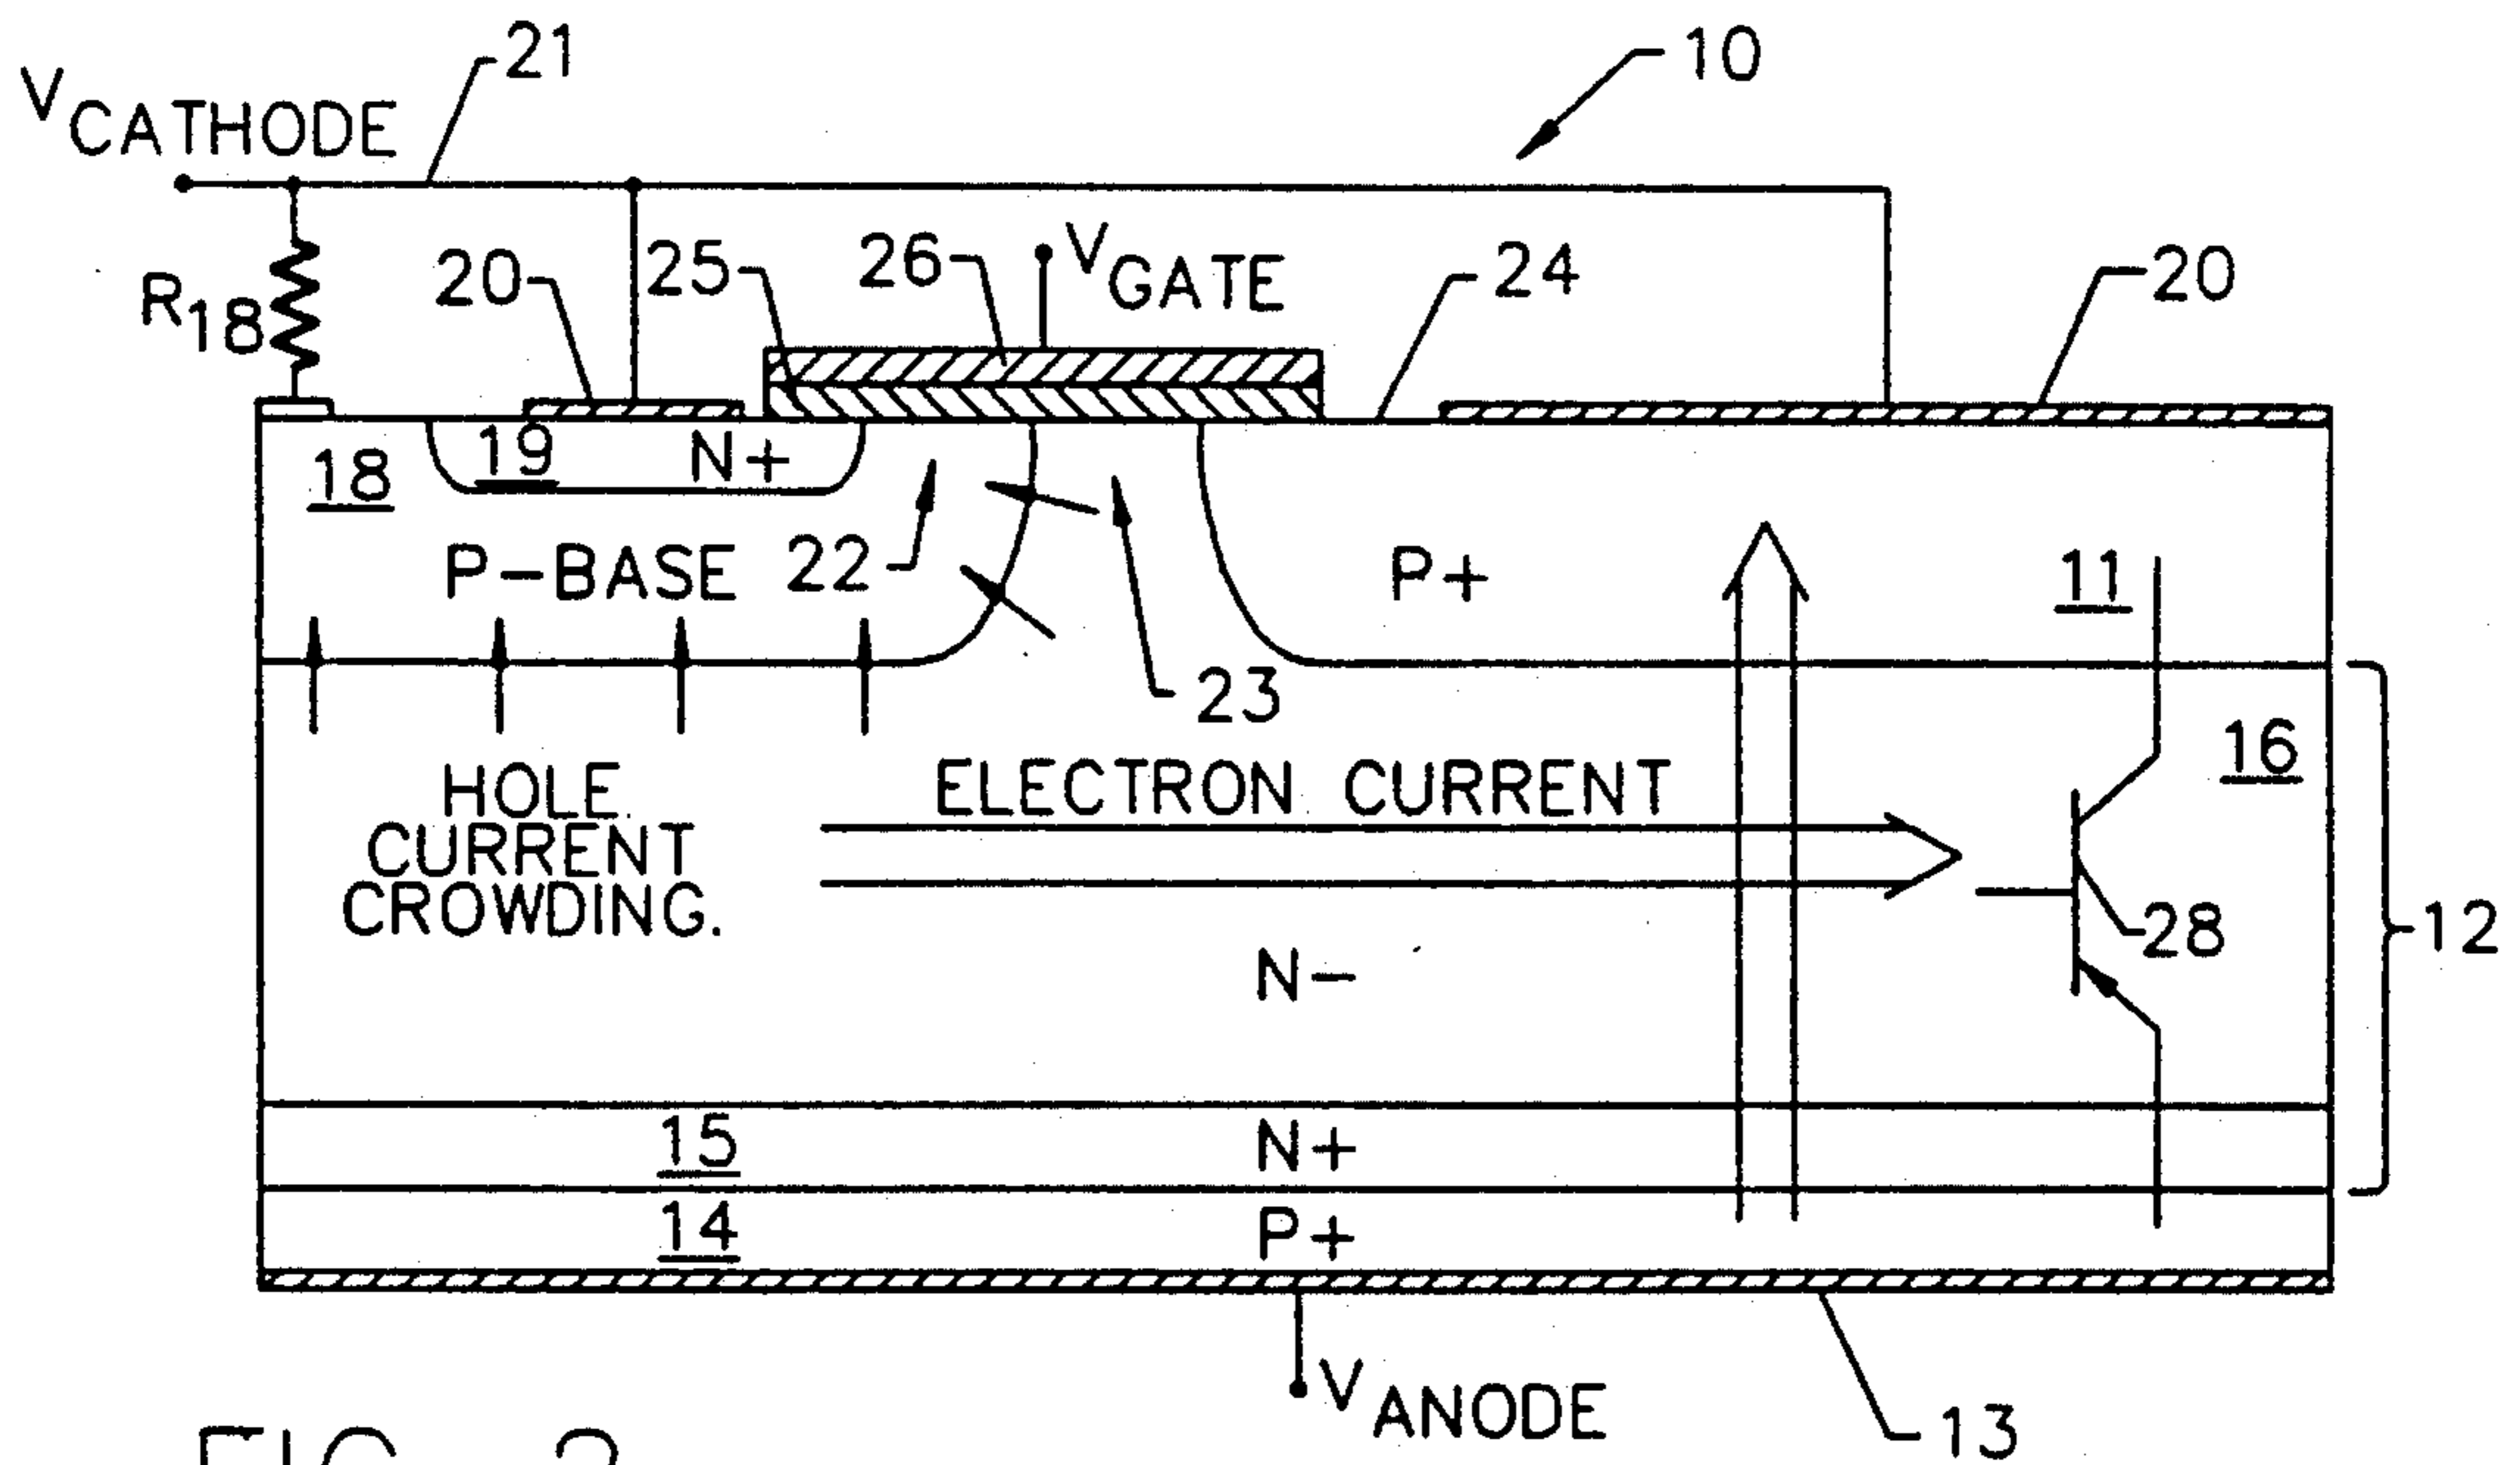 21
10
VCATHODE
R18
20
25
26
VGATE
24
20
18
19
N+
P-BASE
22
P+
11
23
16
HOLE
CURRENT
CROWDING.
ELECTRON CURRENT
28
12
N-
15
N+
14
P+
VANODE
13